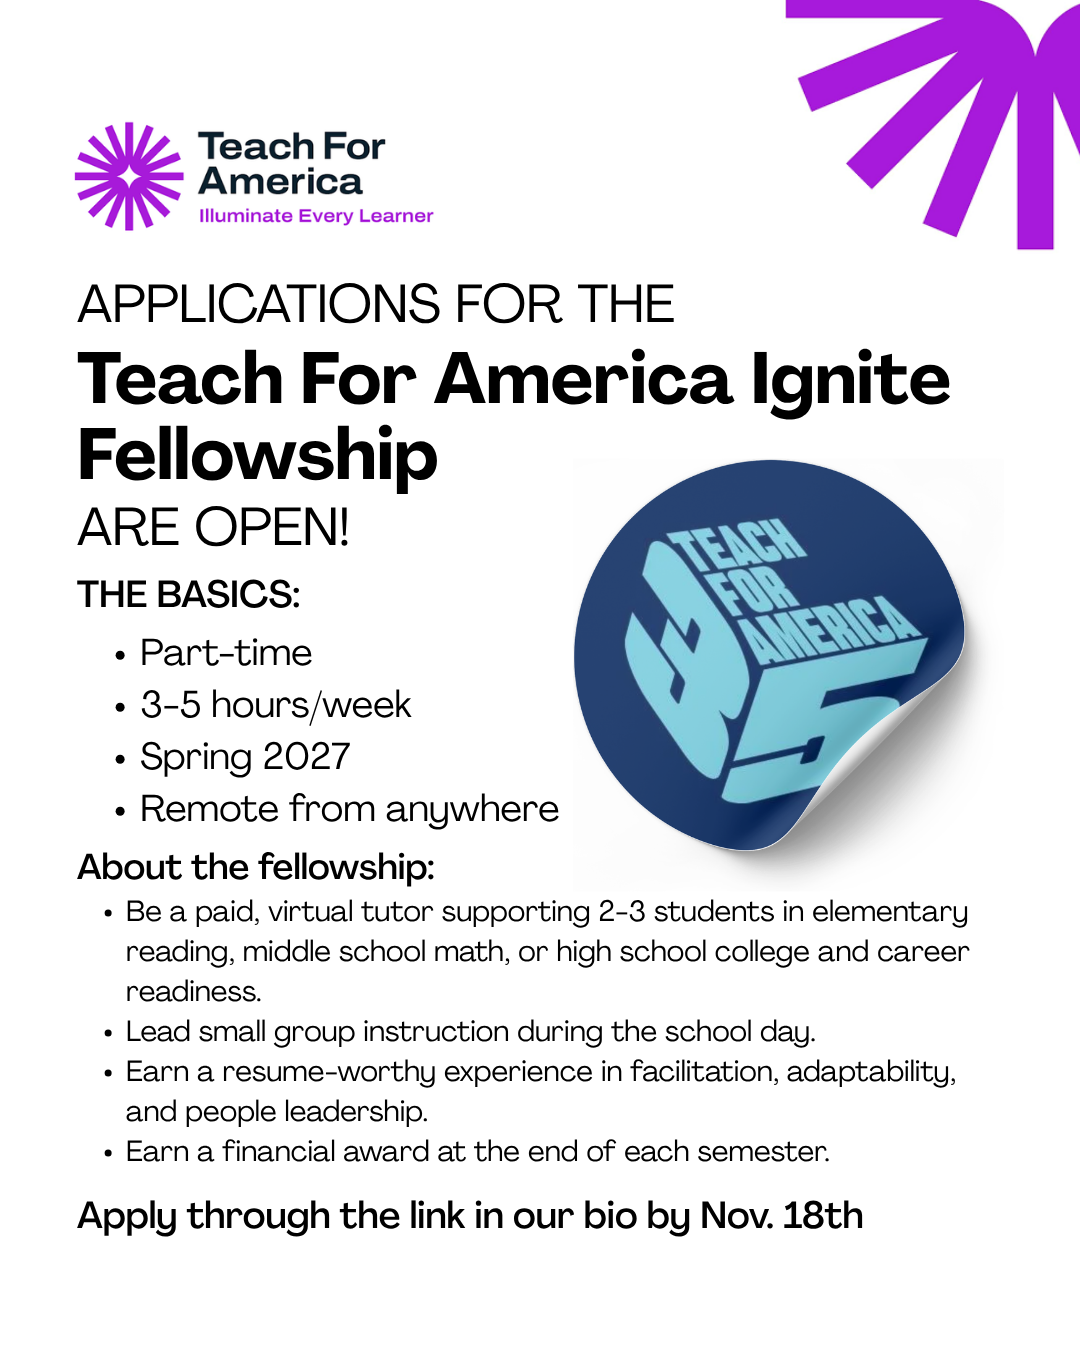 Teach For
America
Illuminate Every Learner
APPLICATIONS FOR THE
Teach For America Ignite
Fellowship
ARE OPEN!
TEACH
FOR
AMERICA
35
THE BASICS:
• Part-time
• 3-5 hours/week
• Spring 2027
• Remote from anywhere
About the fellowship:
• Be a paid, virtual tutor supporting 2-3 students in elementary
reading, middle school math, or high school college and career
readiness.
• Lead small group instruction during the school day.
• Earn a resume-worthy experience in facilitation, adaptability,
and people leadership.
• Earn a financial award at the end of each semester.
Apply through the link in our bio by Nov. 18th